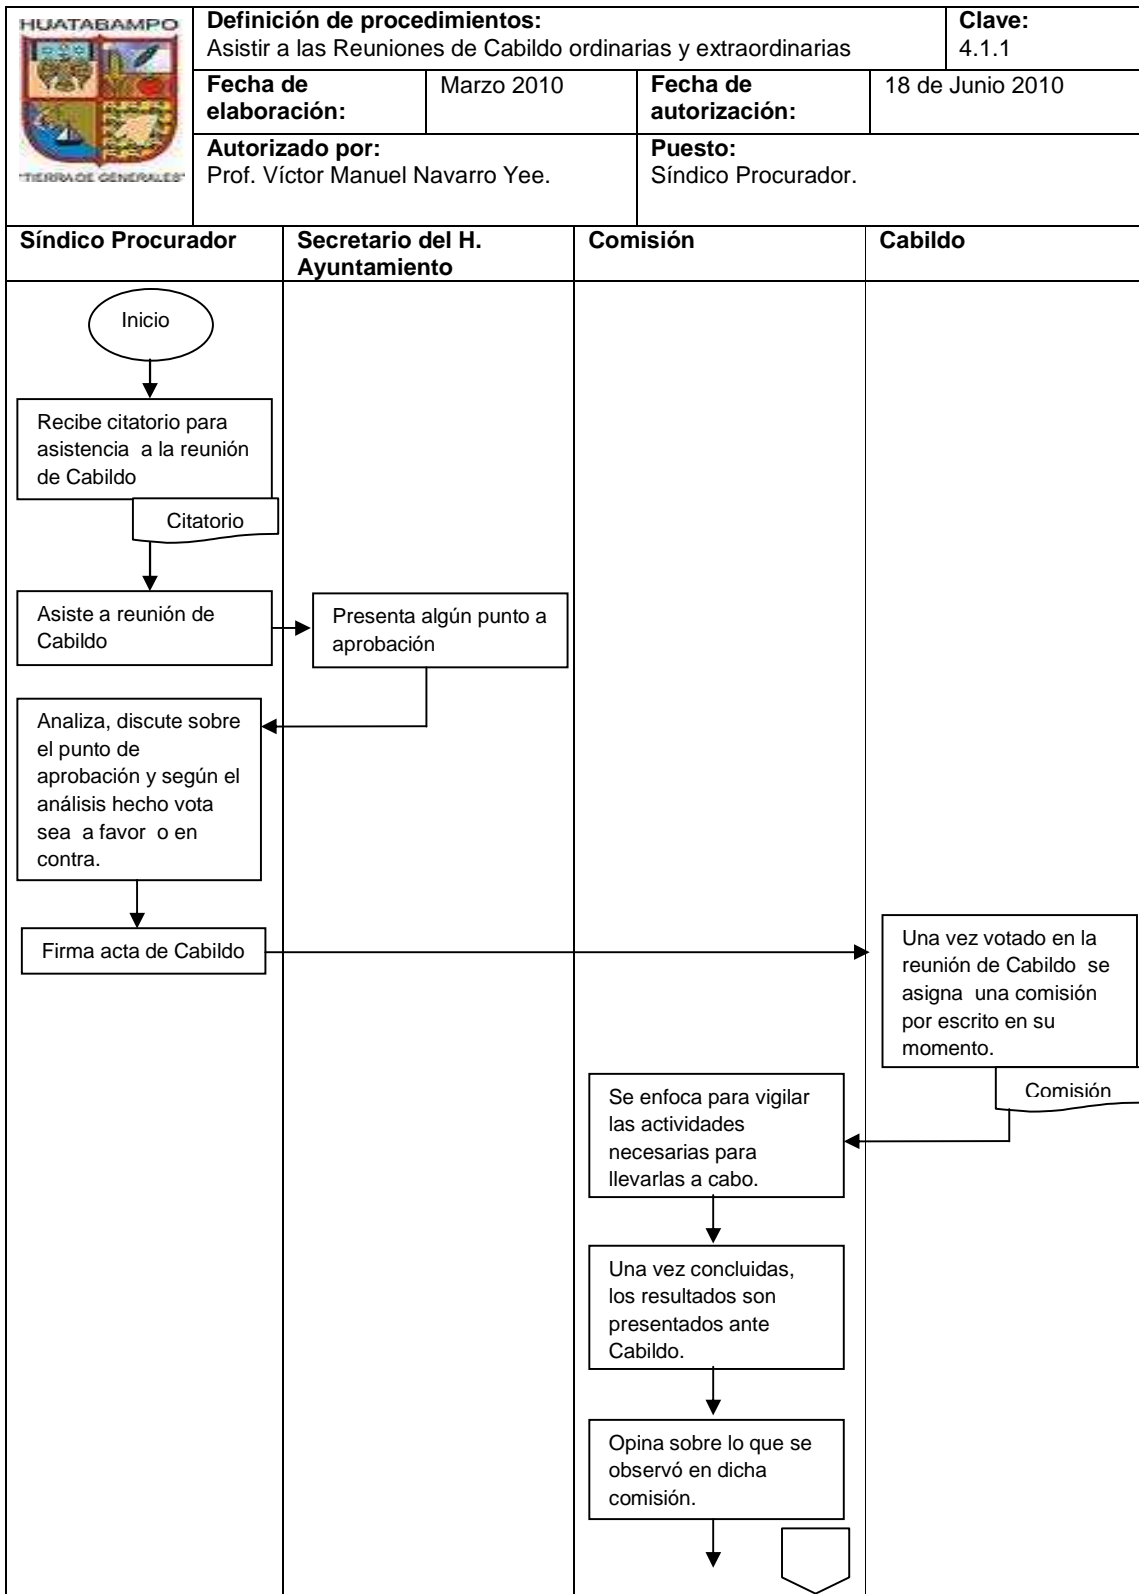 HUATABAMPO
"TIERRA DE GENERALES"
Definición de procedimientos:
Asistir a las Reuniones de Cabildo ordinarias y extraordinarias
Clave:
4.1.1
Fecha de
elaboración:
Marzo 2010
Fecha de
autorización:
18 de Junio 2010
Autorizado por:
Prof. Víctor Manuel Navarro Yee.
Puesto:
Síndico Procurador.
Síndico Procurador
Secretario del H.
Ayuntamiento
Comisión
Cabildo
Inicio
Recibe citatorio para
asistencia  a la reunión
de Cabildo
Citatorio
Asiste a reunión de
Cabildo
Presenta algún punto a
aprobación
Analiza, discute sobre
el punto de
aprobación y según el
análisis hecho vota
sea  a favor  o en
contra.
Firma acta de Cabildo
Una vez votado en la
reunión de Cabildo  se
asigna  una comisión
por escrito en su
momento.
Comisión
Se enfoca para vigilar
las actividades
necesarias para
llevarlas a cabo.
Una vez concluidas,
los resultados son
presentados ante
Cabildo.
Opina sobre lo que se
observó en dicha
comisión.